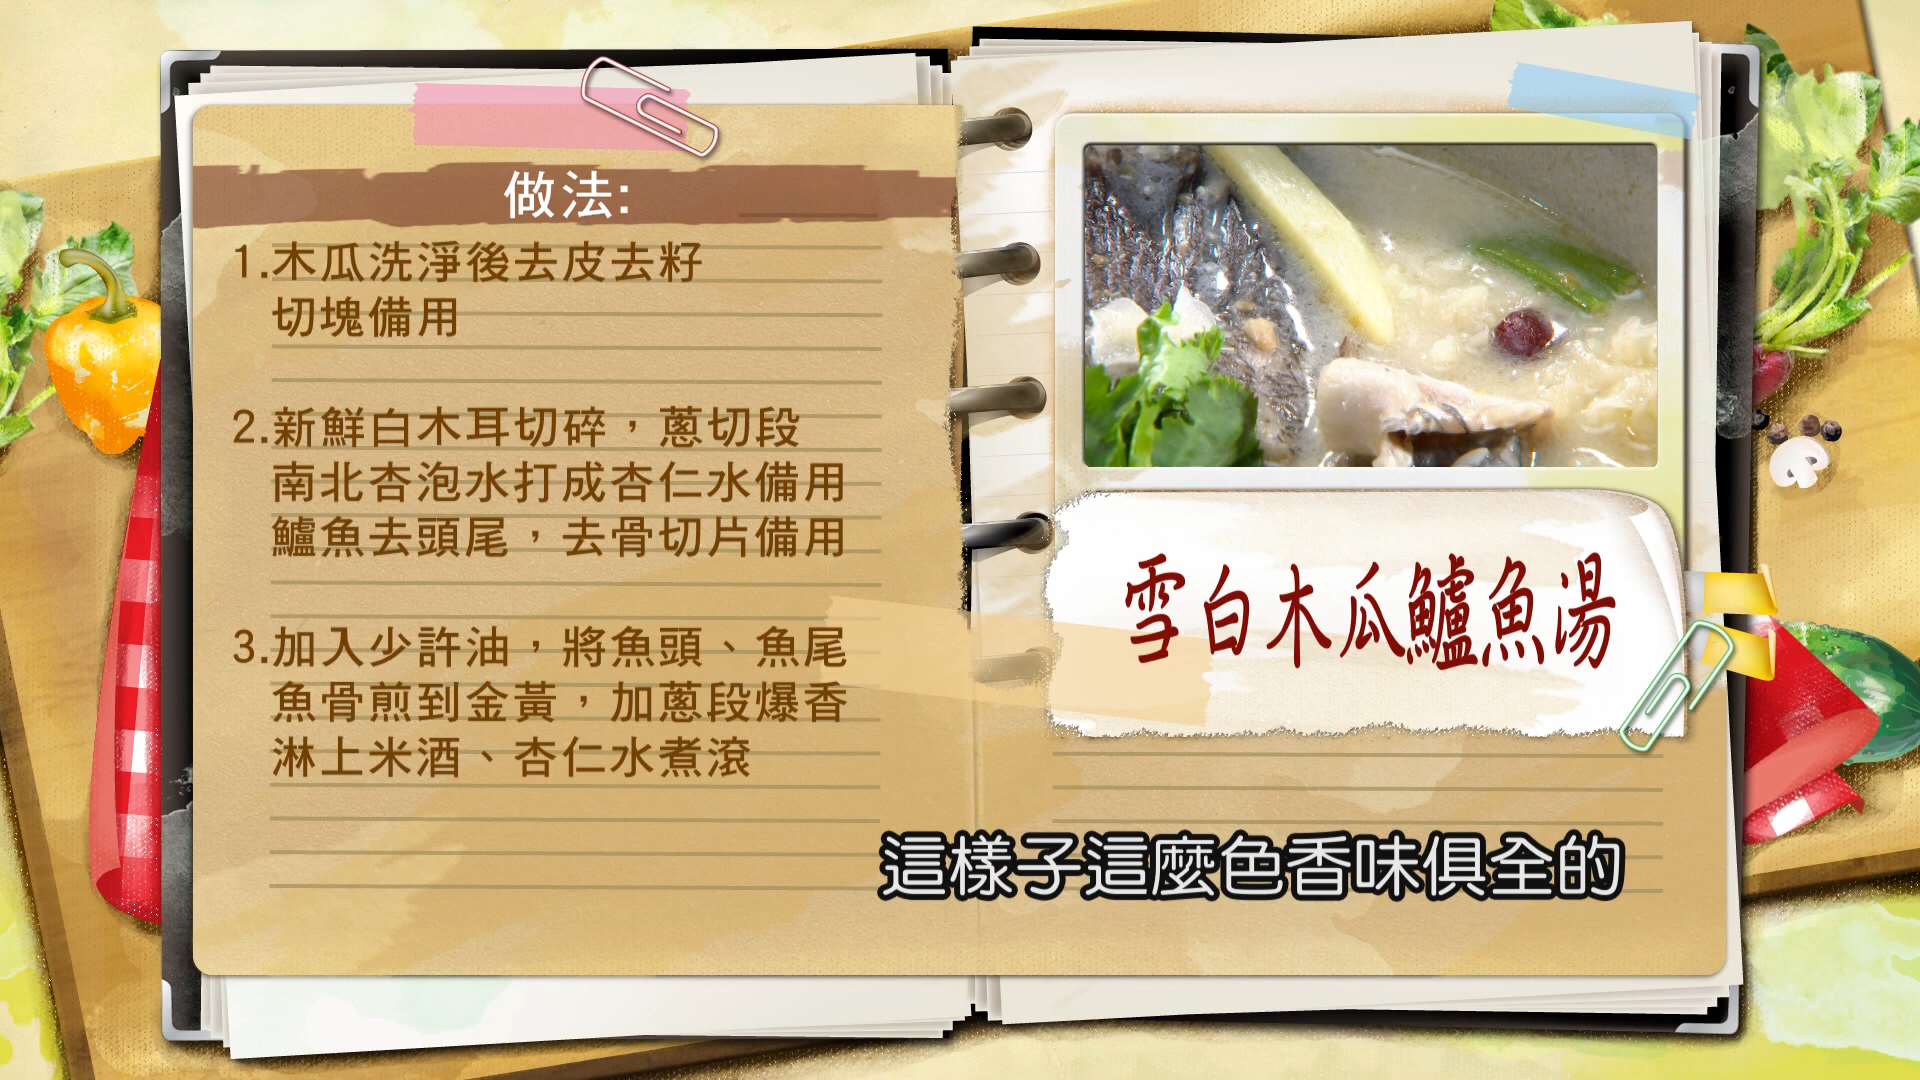 做法:
1.木瓜洗淨後去皮去籽
切塊備用
2.新鮮白木耳切碎，蔥切段
南北杏泡水打成杏仁水備用
鱸魚去頭尾，去骨切片備用
3.加入少許油，將魚頭、魚尾
魚骨煎到金黃，加蔥段爆香
淋上米酒、杏仁水煮滾
雪白木瓜鱸魚湯
這樣子這麼色香味俱全的